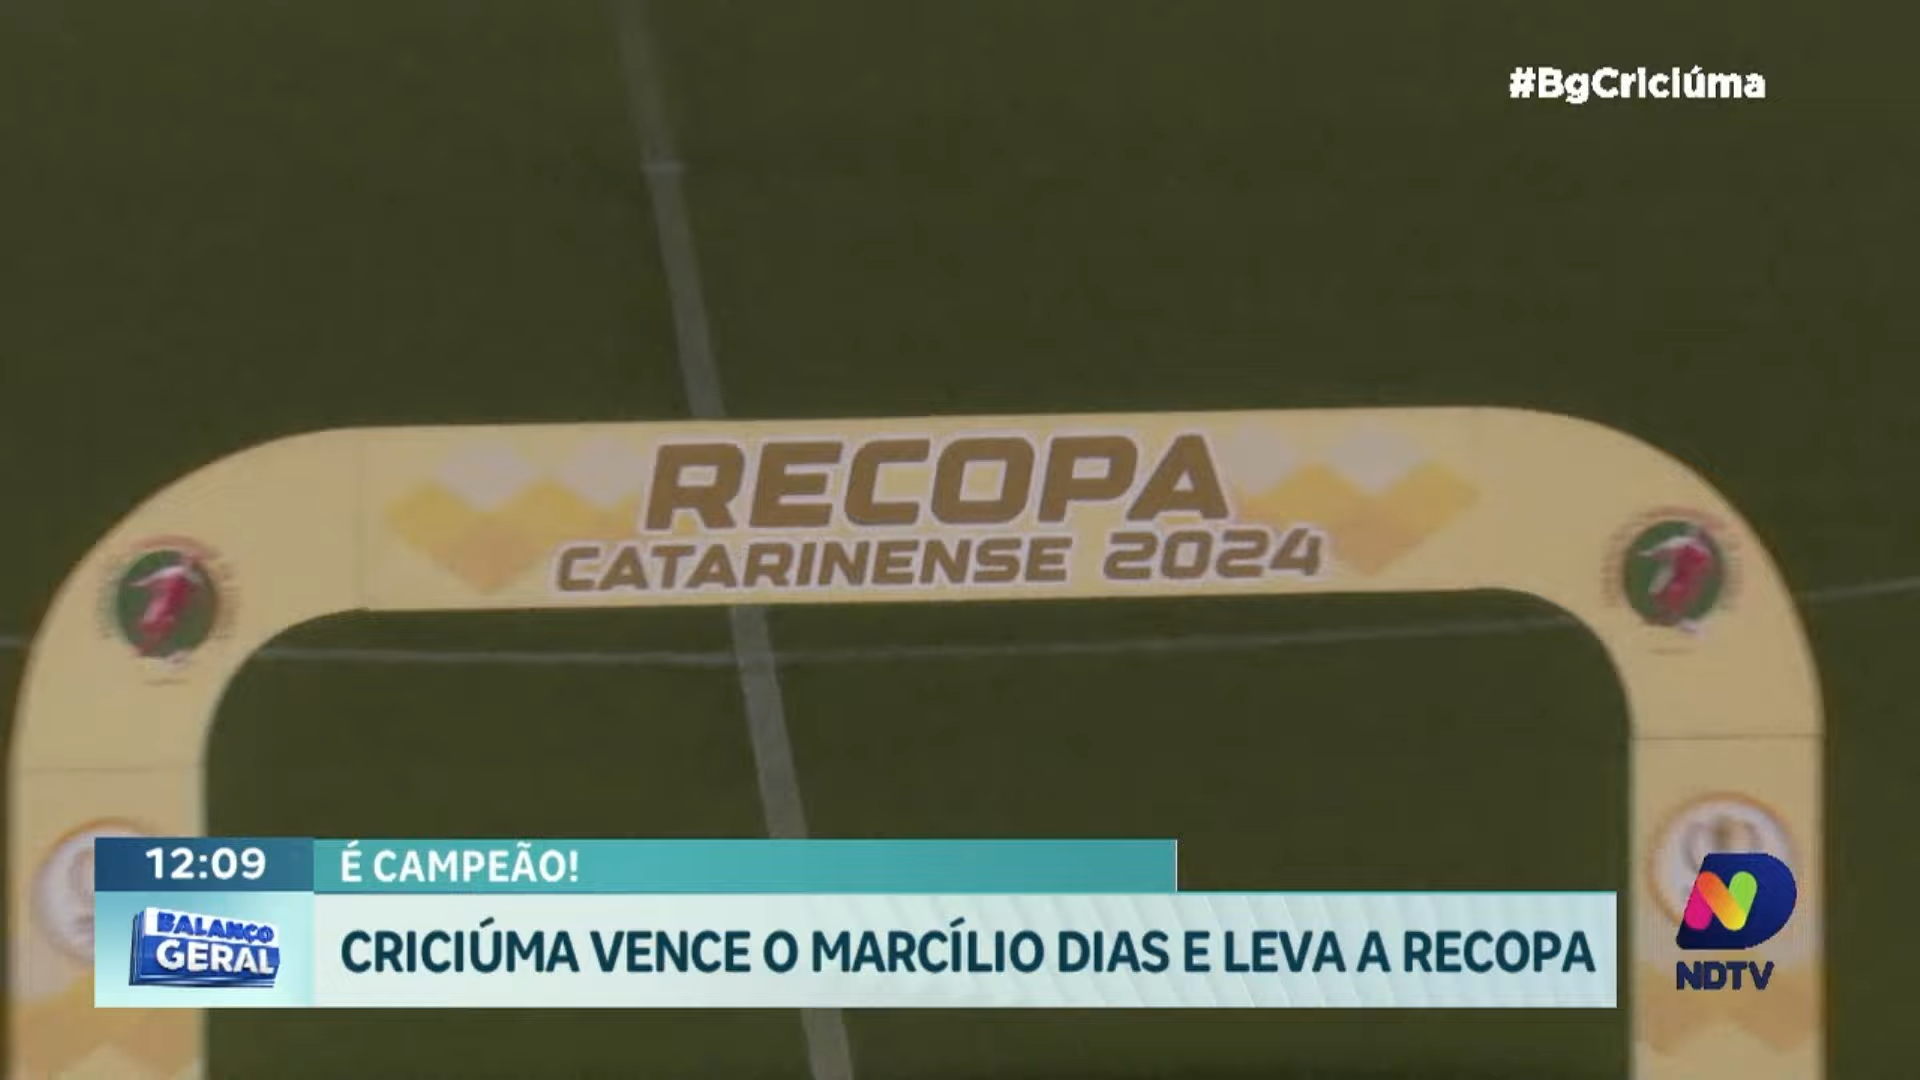 #BgCriciúma
RECOPA
CATARINENSE 2024
12:09
É CAMPEÃO!
BALANÇO
GERAL
CRICIÚMA VENCE O MARCÍLIO DIAS E LEVA A RECOPA
NDTV